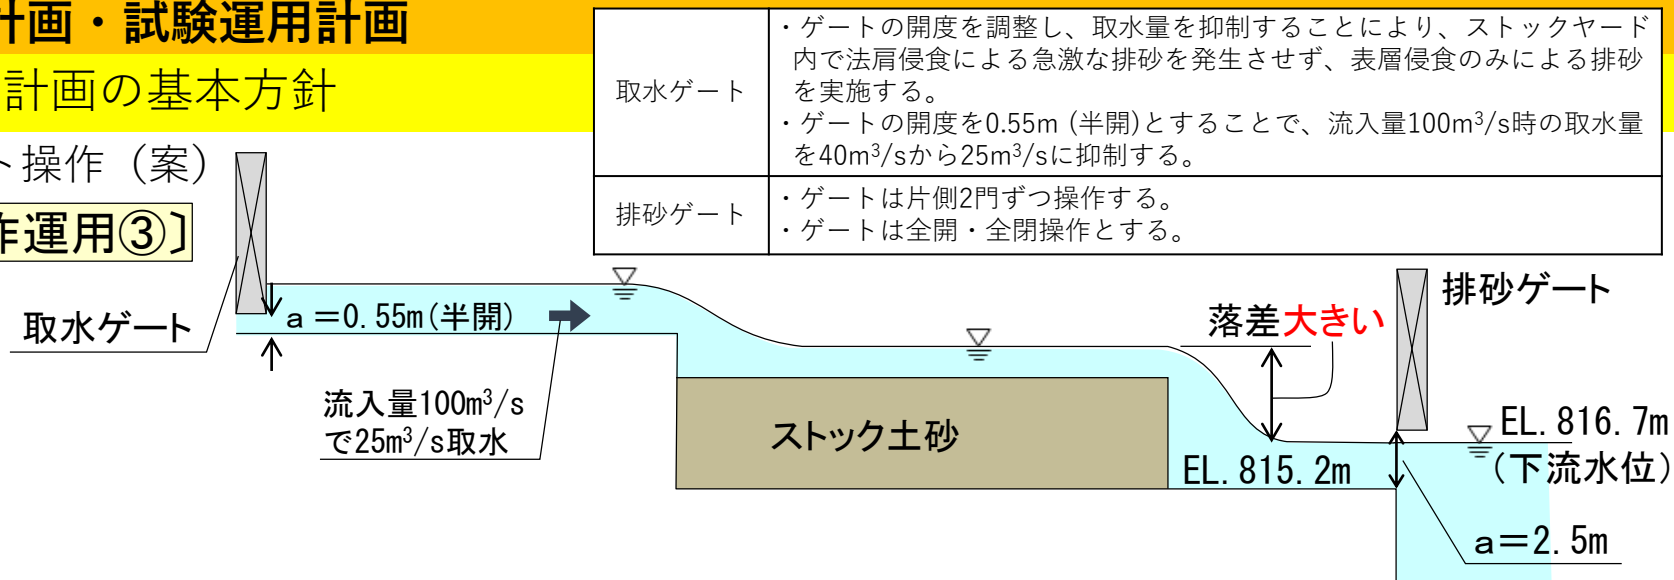 計画・試験運用計画
計画の基本方針
ト操作（案）
作運用③〕
取水ゲート
・ゲートの開度を調整し、取水量を抑制することにより、ストックヤード
内で法肩侵食による急激な排砂を発生させず、表層侵食のみによる排砂
を実施する。
・ゲートの開度を0.55m (半開)とすることで、流入量100m³/s時の取水量
を40m³/sから25m³/sに抑制する。
排砂ゲート
・ゲートは片側2門ずつ操作する。
・ゲートは全開・全閉操作とする。
取水ゲート
a＝0.55m(半開)
流入量100m³/s
で25m³/s取水
ストック土砂
落差大きい
排砂ゲート
EL.815.2m
EL.816.7m
(下流水位)
a＝2.5m